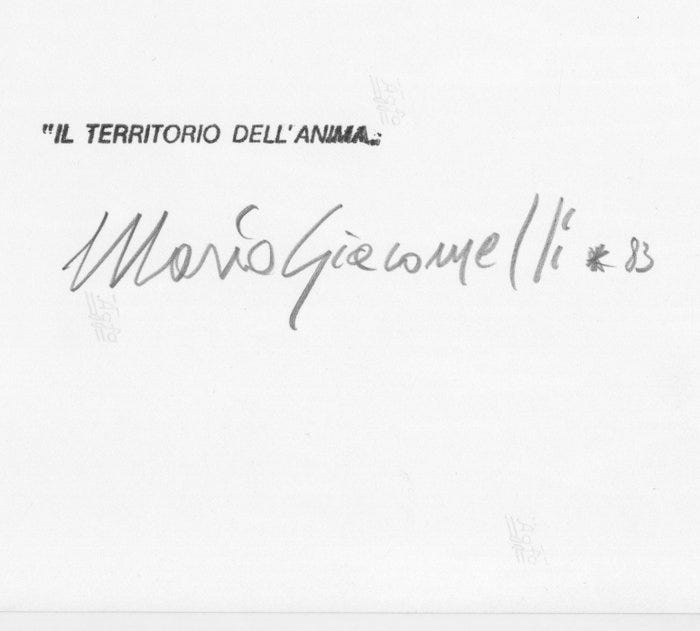 "IL TERRITORIO DELL'ANIMA"
Mario Giacomelli * 83